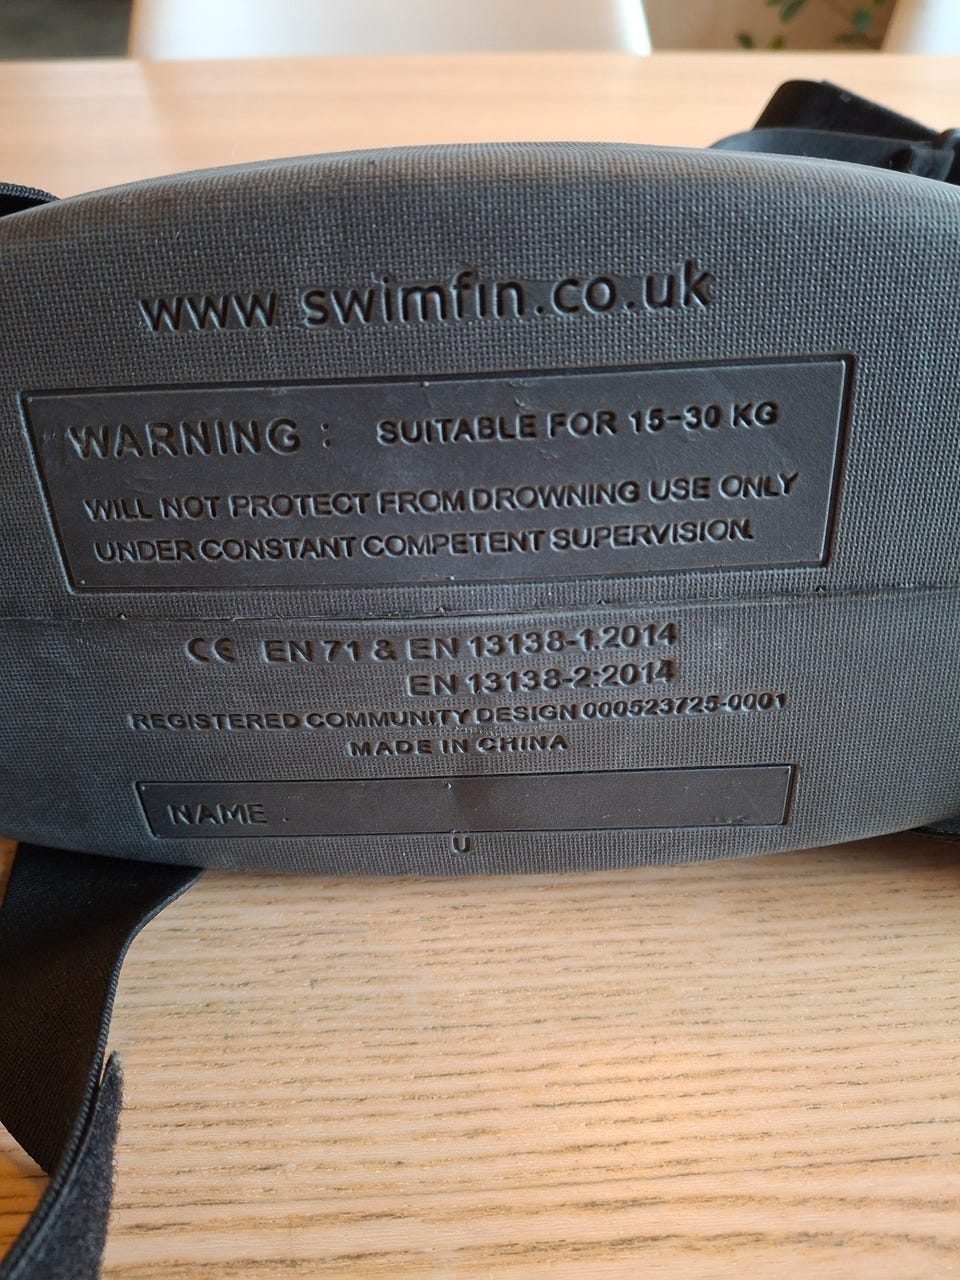 www.swimfin.co.uk
WARNING : SUITABLE FOR 15-30 KG
WILL NOT PROTECT FROM DROWNING USE ONLY
UNDER CONSTANT COMPETENT SUPERVISION.
CE EN 71 & EN 13138-1:2014
EN 13138-2:2014
REGISTERED COMMUNITY DESIGN 000523725-0001
MADE IN CHINA
NAME :
U